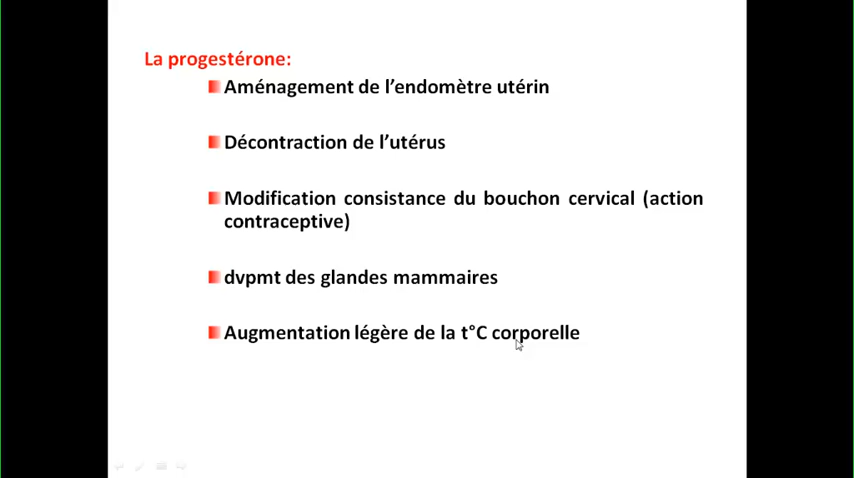 La progestérone:
Aménagement de l’endomètre utérin
Décontraction de l’utérus
Modification consistance du bouchon cervical (action
contraceptive)
dvpmt des glandes mammaires
Augmentation légère de la t°C corporelle